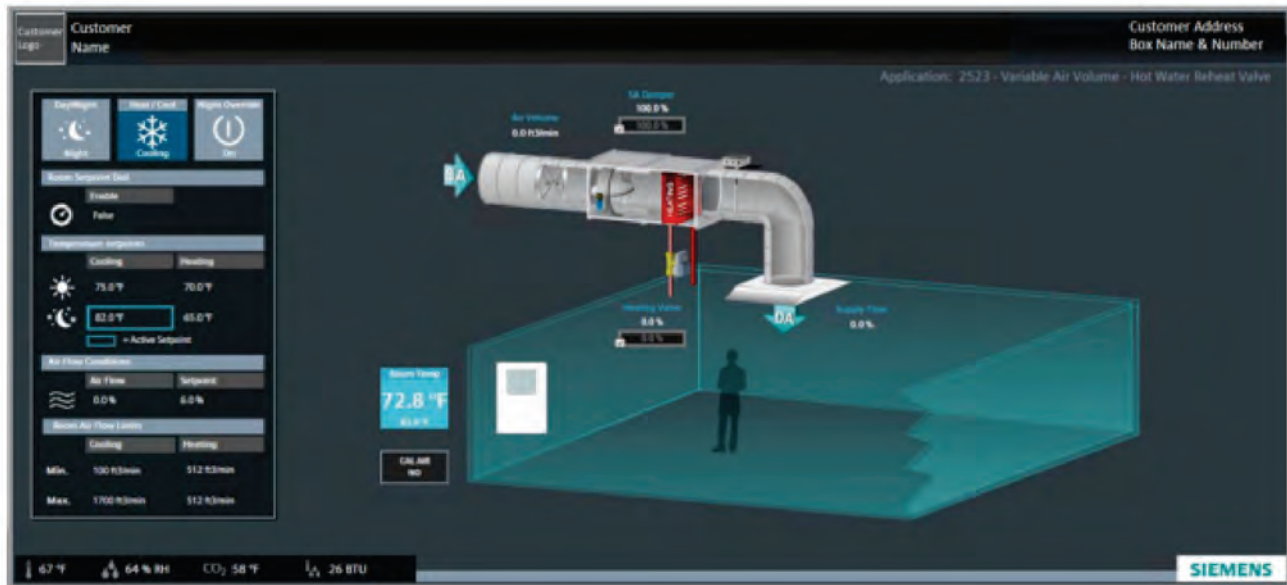 Customer
Logo
Customer
Name
Customer Address
Box Name & Number
Application: 2523 - Variable Air Volume - Hot Water Reheat Valve
Day/Night
Night
Heat / Cool
Cooling
Night Override
On
Room Setpoint Dial
Enable
False
Temperature Setpoints
Cooling Heating
75.0°F 70.0°F
82.0°F 65.0°F
= Active Setpoint
Air Flow Conditions
Air Flow Setpoint
0.0% 6.0%
Room Air Flow Limits
Cooling Heating
Min. 100 ft3/min 512 ft3/min
Max. 1700 ft3/min 512 ft3/min
SA Damper
100.0 %
100.0 %
Air Volume
0.0 ft3/min
HEATING
Heating Valve
0.0 %
0.0 %
DA
Supply Flow
0.0 %
Room Temp
72.8 °F
CAL AIR
NO
67 °F 64 % RH CO2 58 °F 26 BTU
SIEMENS